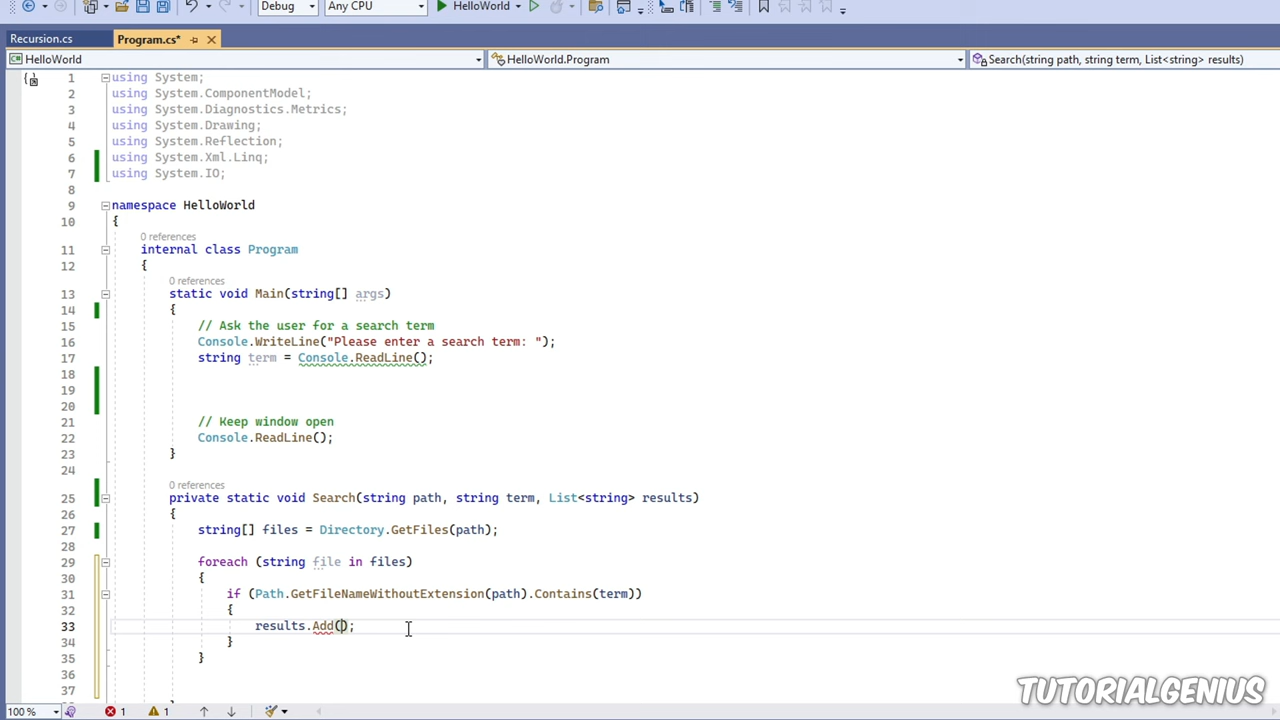 Debug Any CPU HelloWorld
Recursion.cs Program.cs*
HelloWorld HelloWorld.Program Search(string path, string term, List<string> results)
1 using System;
2 using System.ComponentModel;
3 using System.Diagnostics.Metrics;
4 using System.Drawing;
5 using System.Reflection;
6 using System.Xml.Linq;
7 using System.IO;
8
9 namespace HelloWorld
10 {
0 references
11 internal class Program
12 {
0 references
13 static void Main(string[] args)
14 {
15 // Ask the user for a search term
16 Console.WriteLine("Please enter a search term: ");
17 string term = Console.ReadLine();
18
19
20
21 // Keep window open
22 Console.ReadLine();
23 }
24
0 references
25 private static void Search(string path, string term, List<string> results)
26 {
27 string[] files = Directory.GetFiles(path);
28
29 foreach (string file in files)
30 {
31 if (Path.GetFileNameWithoutExtension(path).Contains(term))
32 {
33 results.Add();
34 }
35 }
36
37
100 % 1 1
TUTORIALGENIUS